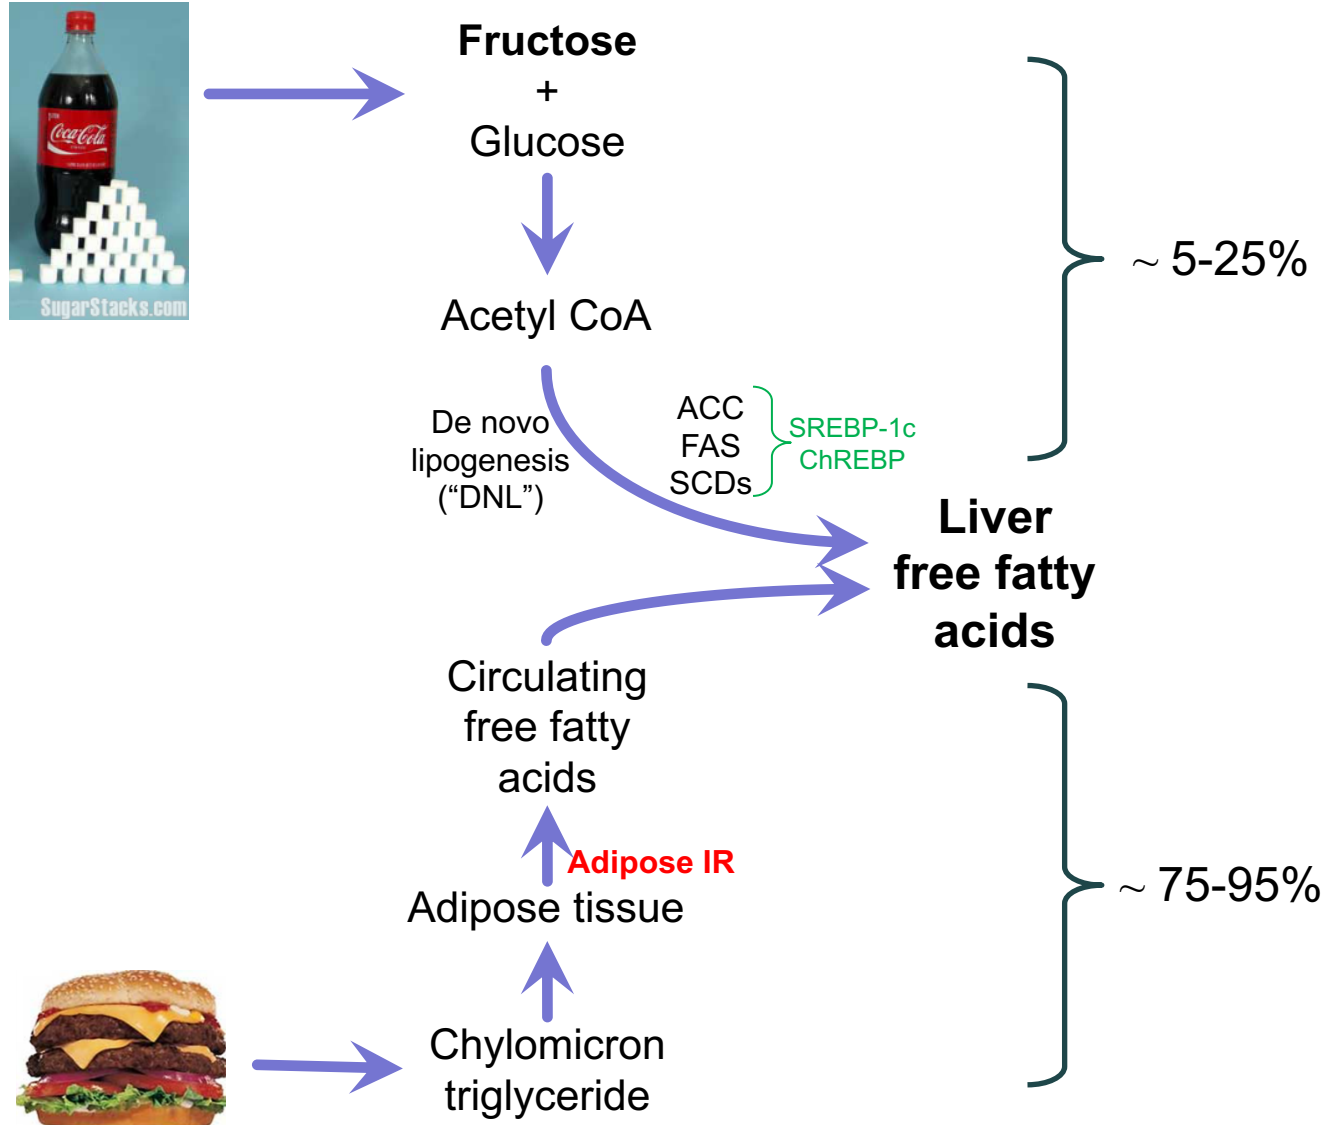 Fructose
+
Glucose
Coca-Cola
SugarStacks.com
~ 5-25%
Acetyl CoA
De novo
lipogenesis
(“DNL”)
ACC
FAS
SCDs
SREBP-1c
ChREBP
Liver
free fatty
acids
Circulating
free fatty
acids
Adipose IR
Adipose tissue
~ 75-95%
Chylomicron
triglyceride